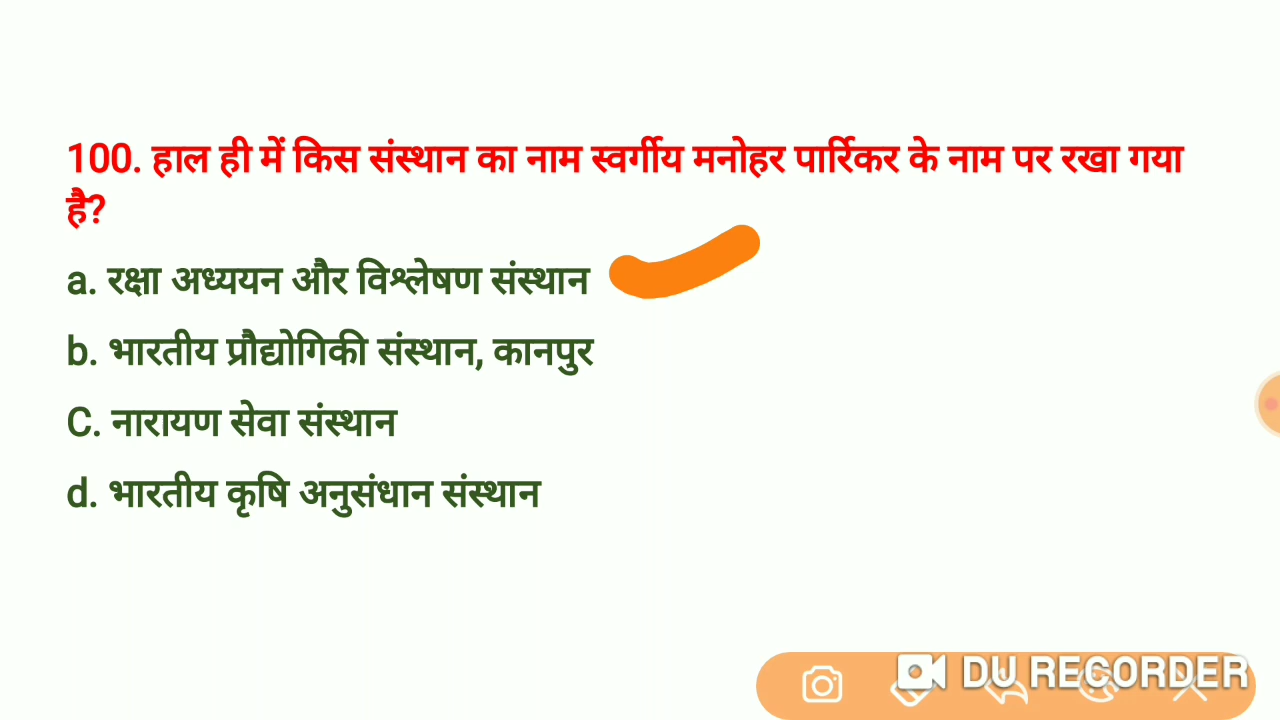 100. हाल ही में किस संस्थान का नाम स्वर्गीय मनोहर पार्रिकर के नाम पर रखा गया
है?
a. रक्षा अध्ययन और विश्लेषण संस्थान
b. भारतीय प्रौद्योगिकी संस्थान, कानपुर
C. नारायण सेवा संस्थान
d. भारतीय कृषि अनुसंधान संस्थान
DU RECORDER